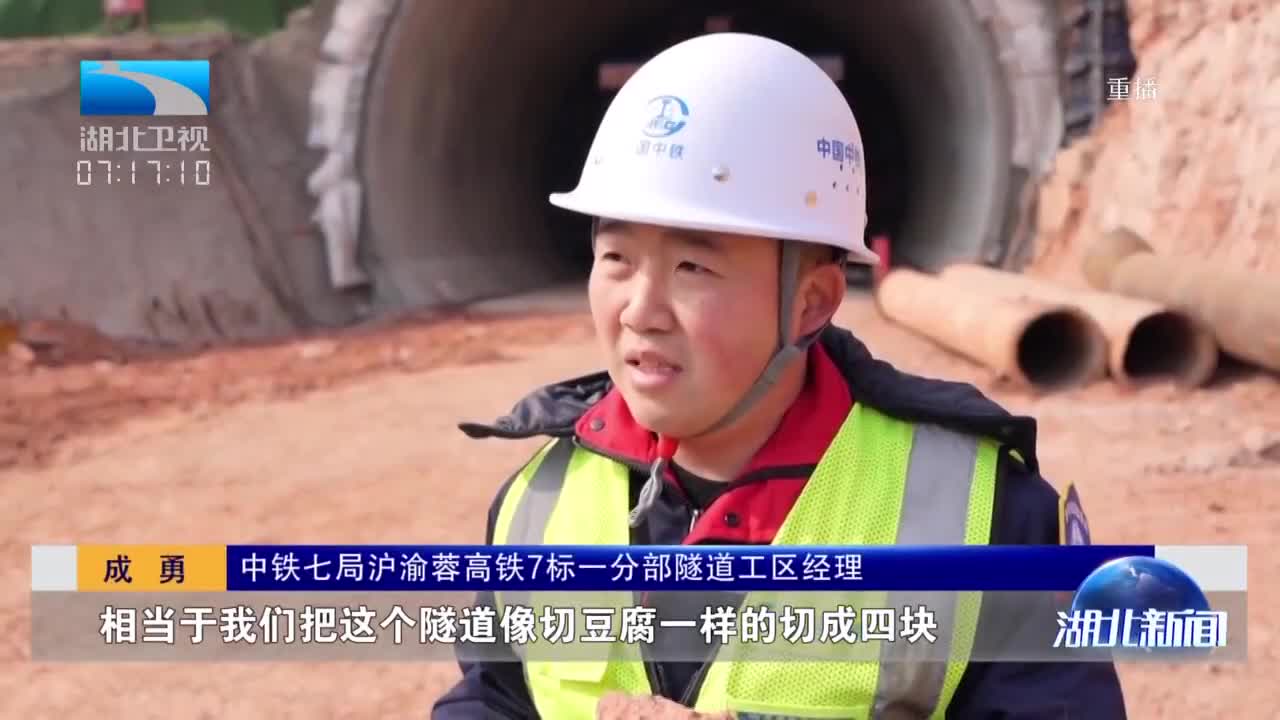 重播
湖北卫视
07:17:10
国中铁
中国中
成勇
中铁七局沪渝蓉高铁7标一分部隧道工区经理
相当于我们把这个隧道像切豆腐一样的切成四块
湖北新闻